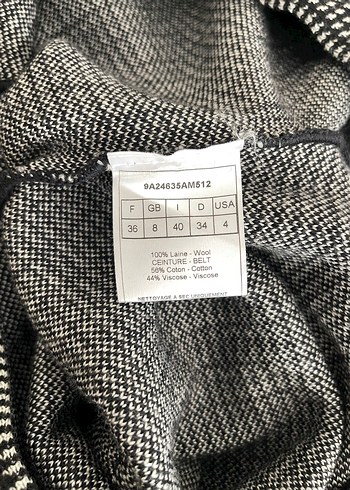 9A24635AM512
F GB I D USA
36 8 40 34 4
100% Laine - Wool
CEINTURE - BELT
56% Coton - Cotton
44% Viscose - Viscose
NETTOYAGE A SEC UNIQUEMENT